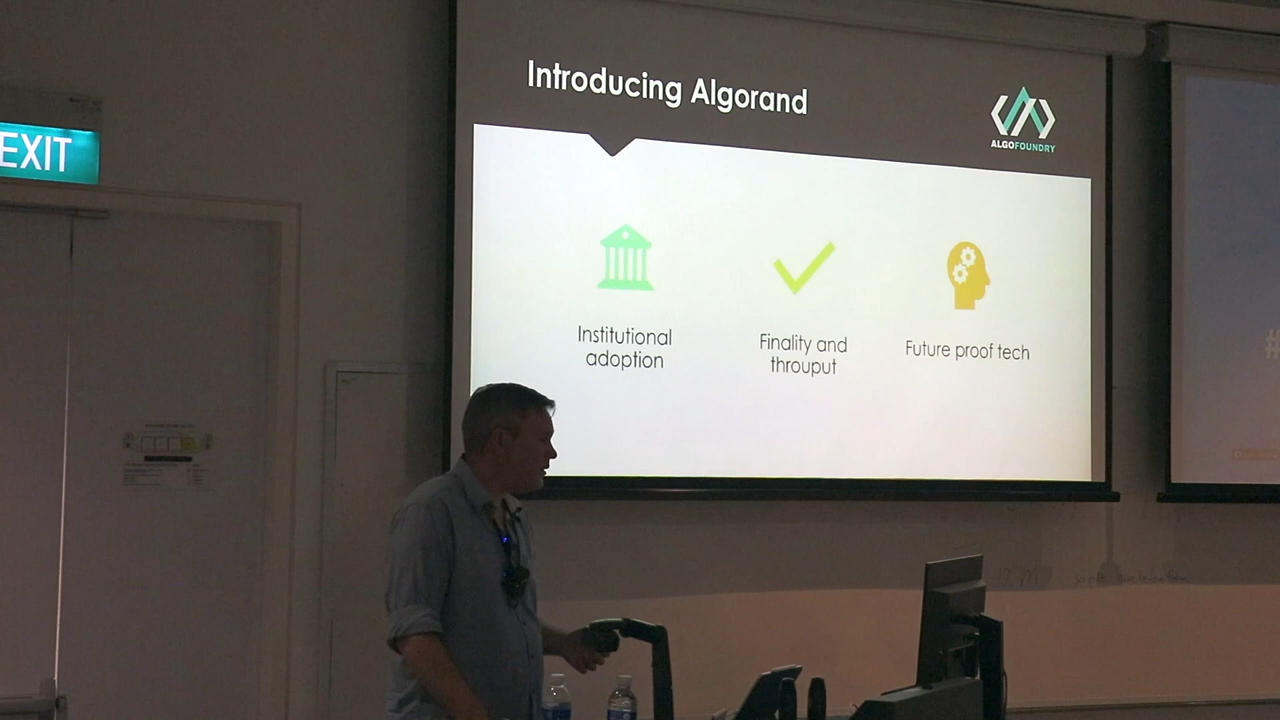 EXIT
Introducing Algorand
ALGOFOUNDRY
Institutional
adoption
Finality and
throuput
Future proof tech
#